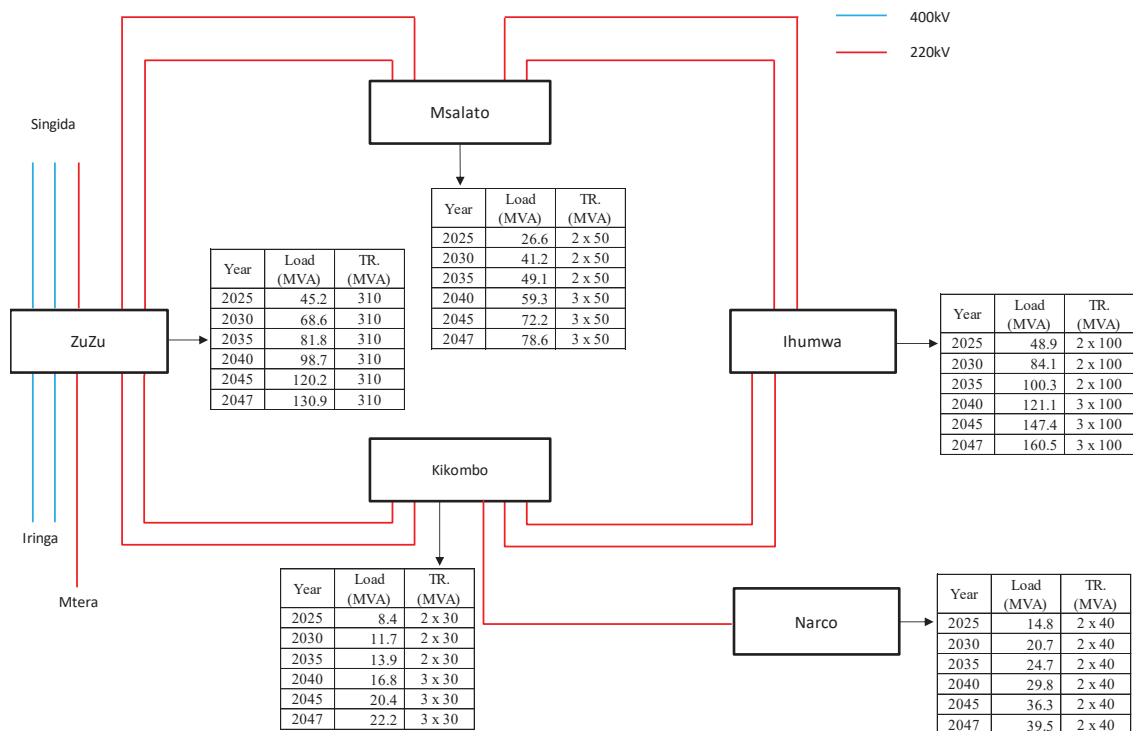 400kV
220kV
Msalato
Singida
Year Load (MVA) TR. (MVA)
2025 26.6 2 x 50
2030 41.2 2 x 50
2035 49.1 2 x 50
2040 59.3 3 x 50
2045 72.2 3 x 50
2047 78.6 3 x 50
ZuZu
Year Load (MVA) TR. (MVA)
2025 45.2 310
2030 68.6 310
2035 81.8 310
2040 98.7 310
2045 120.2 310
2047 130.9 310
Ihumwa
Year Load (MVA) TR. (MVA)
2025 48.9 2 x 100
2030 84.1 2 x 100
2035 100.3 2 x 100
2040 121.1 3 x 100
2045 147.4 3 x 100
2047 160.5 3 x 100
Kikombo
Iringa
Mtera
Year Load (MVA) TR. (MVA)
2025 8.4 2 x 30
2030 11.7 2 x 30
2035 13.9 2 x 30
2040 16.8 3 x 30
2045 20.4 3 x 30
2047 22.2 3 x 30
Narco
Year Load (MVA) TR. (MVA)
2025 14.8 2 x 40
2030 20.7 2 x 40
2035 24.7 2 x 40
2040 29.8 2 x 40
2045 36.3 2 x 40
2047 39.5 2 x 40